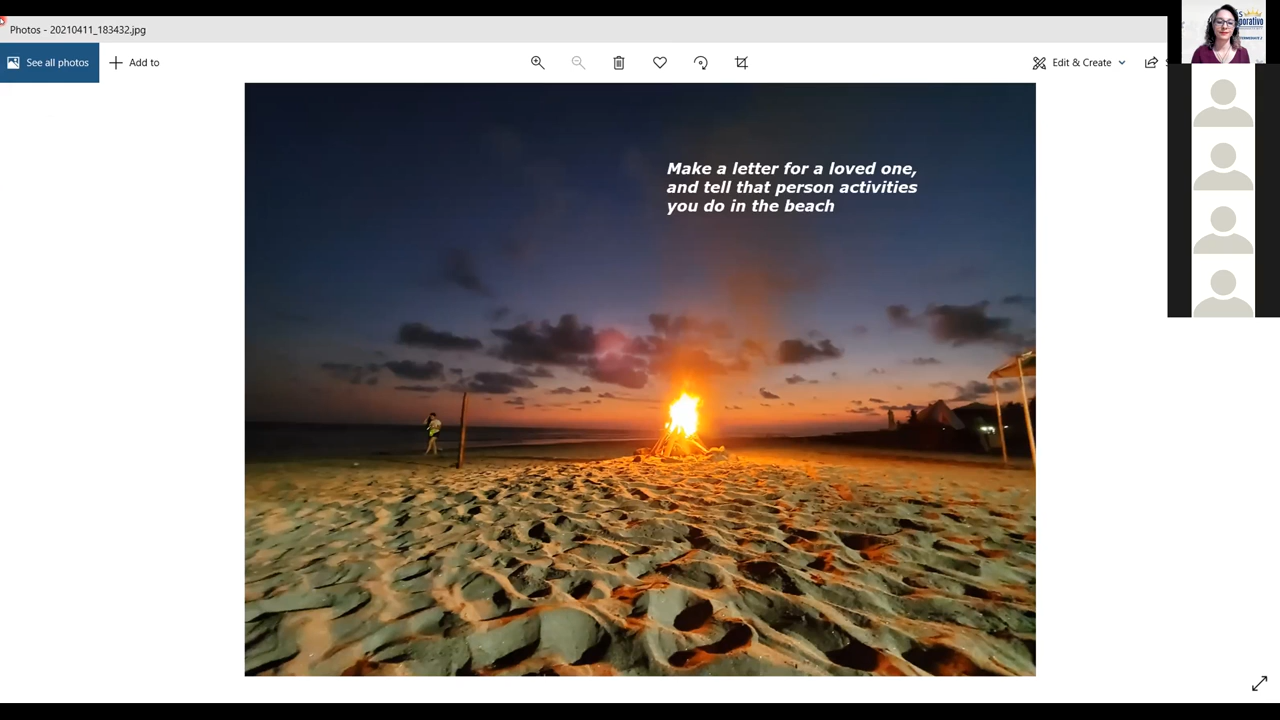 Photos - 20210411_183432.jpg
See all photos
Add to
Edit & Create
Make a letter for a loved one,
and tell that person activities
you do in the beach